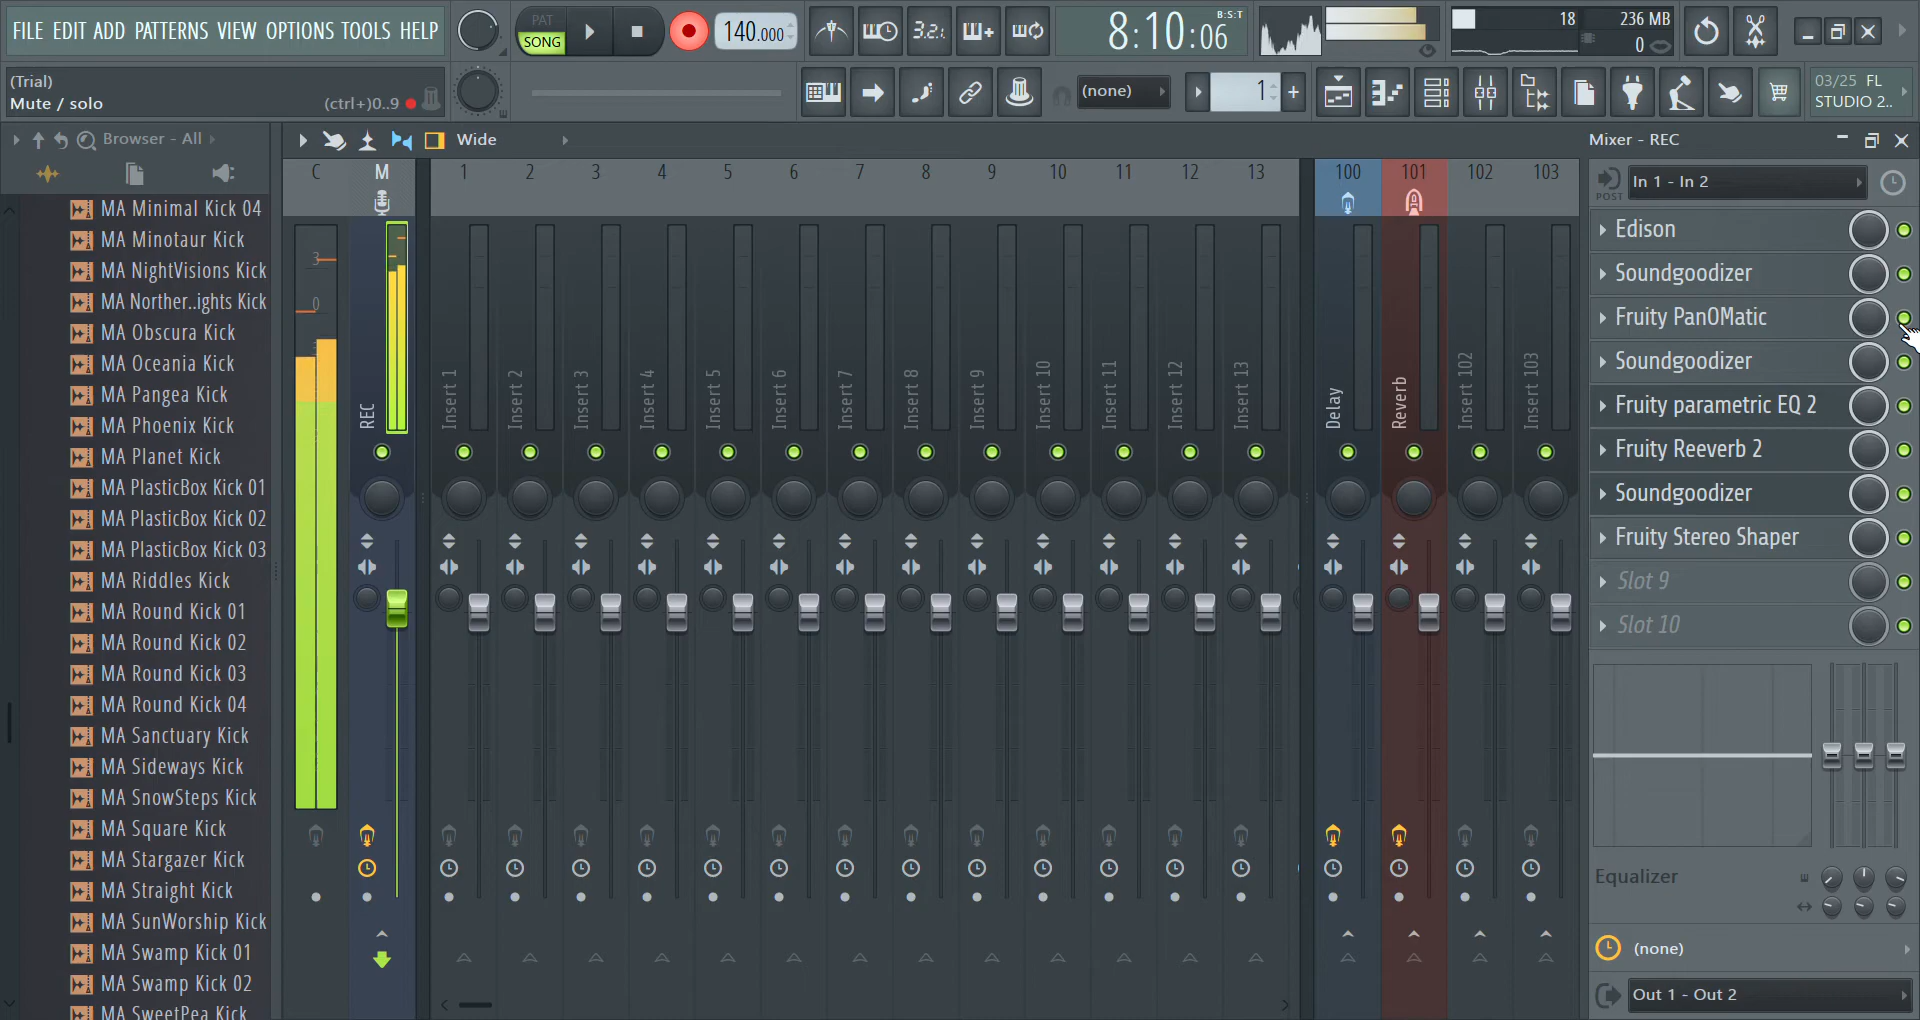 FILE EDIT ADD PATTERNS VIEW OPTIONS TOOLS HELP
PAT
SONG
140.000
3.2.1
8:10:06
B:S:T
18
236 MB
0
(Trial)
Mute / solo
(ctrl+)0..9
(none)
1
03/25 FL
STUDIO 2..
Browser - All
Wide
Mixer - REC
MA Minimal Kick 04
MA Minotaur Kick
MA NightVisions Kick
MA Norther..ights Kick
MA Obscura Kick
MA Oceania Kick
MA Pangea Kick
MA Phoenix Kick
MA Planet Kick
MA PlasticBox Kick 01
MA PlasticBox Kick 02
MA PlasticBox Kick 03
MA Riddles Kick
MA Round Kick 01
MA Round Kick 02
MA Round Kick 03
MA Round Kick 04
MA Sanctuary Kick
MA Sideways Kick
MA SnowSteps Kick
MA Square Kick
MA Stargazer Kick
MA Straight Kick
MA SunWorship Kick
MA Swamp Kick 01
MA Swamp Kick 02
MA SweetPea Kick
C M 1 2 3 4 5 6 7 8 9 10 11 12 13 100 101 102 103
3
0
3
REC
Insert 1
Insert 2
Insert 3
Insert 4
Insert 5
Insert 6
Insert 7
Insert 8
Insert 9
Insert 10
Insert 11
Insert 12
Insert 13
Delay
Reverb
Insert 102
Insert 103
POST
In 1 - In 2
Edison
Soundgoodizer
Fruity PanOMatic
Soundgoodizer
Fruity parametric EQ 2
Fruity Reeverb 2
Soundgoodizer
Fruity Stereo Shaper
Slot 9
Slot 10
Equalizer
(none)
Out 1 - Out 2